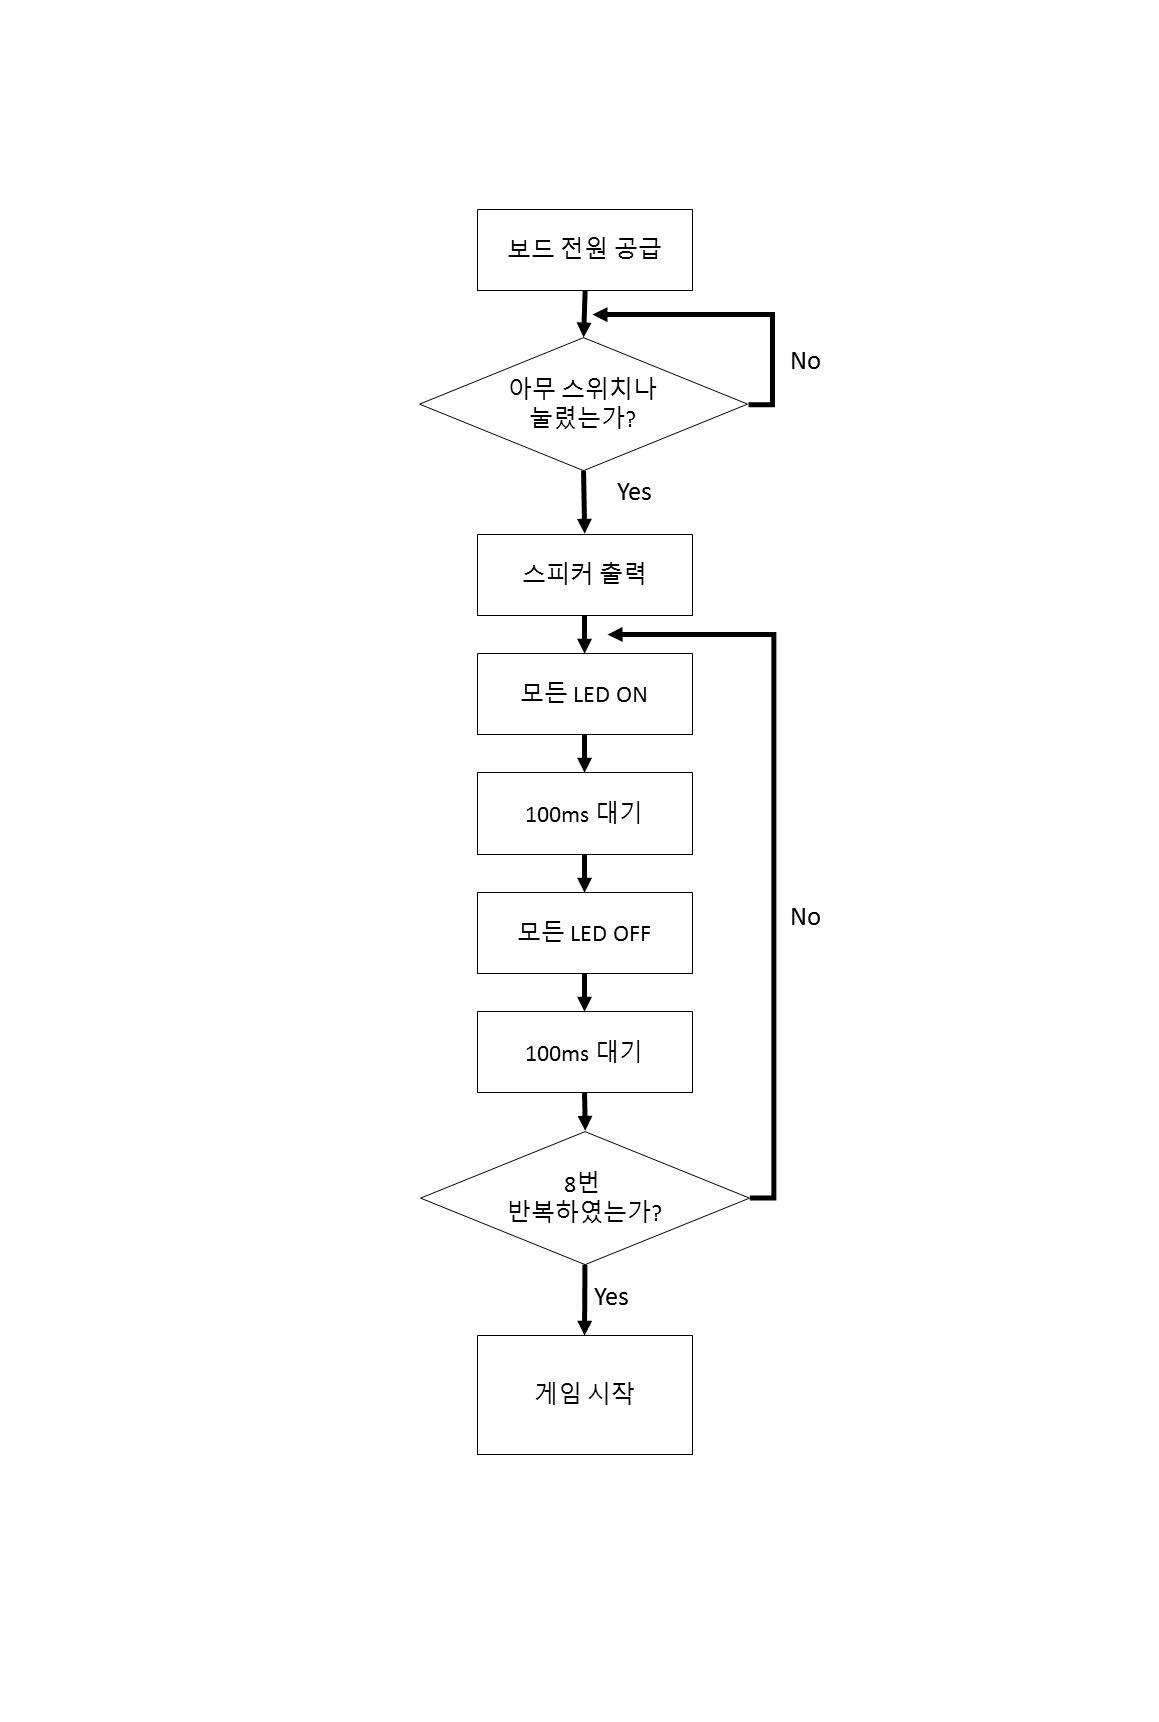 보드 전원 공급
No
아무 스위치나
눌렸는가?
Yes
스피커 출력
모든 LED ON
100ms 대기
모든 LED OFF
No
100ms 대기
8번
반복하였는가?
Yes
게임 시작